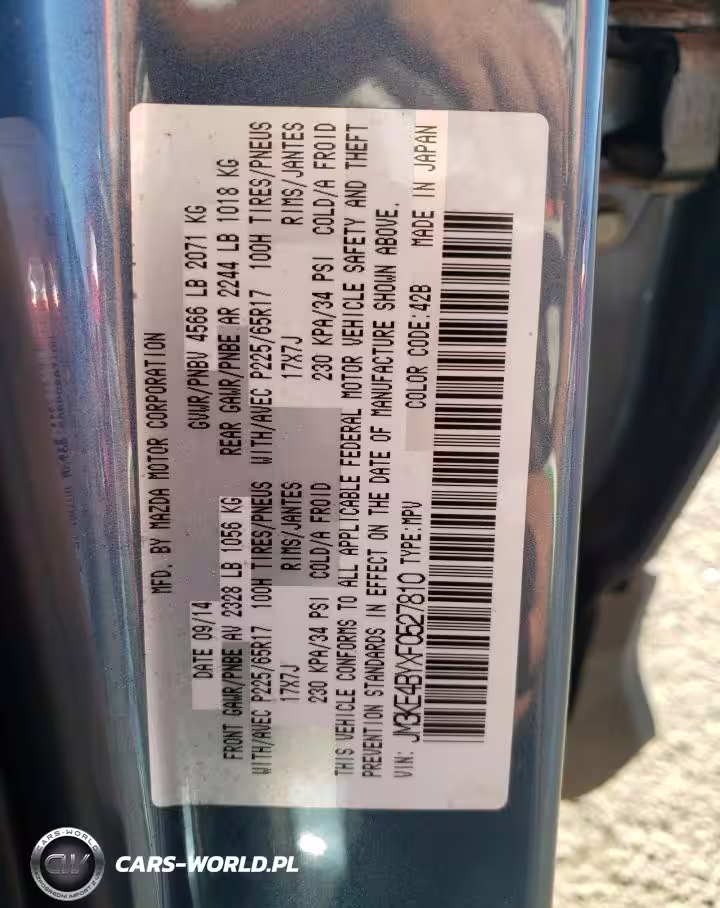 MFD. BY MAZDA MOTOR CORPORATION
DATE 09/14 GVWR/PNBV 4566 LB 2071 KG
FRONT GAWR/PNBE AV 2328 LB 1056 KG REAR GAWR/PNBE AR 2244 LB 1018 KG
WITH/AVEC P225/65R17 100H TIRES/PNEUS WITH/AVEC P225/65R17 100H TIRES/PNEUS
17X7J RIMS/JANTES 17X7J RIMS/JANTES
230 KPA/34 PSI COLD/A FROID 230 KPA/34 PSI COLD/A FROID
THIS VEHICLE CONFORMS TO ALL APPLICABLE FEDERAL MOTOR VEHICLE SAFETY AND THEFT
PREVENTION STANDARDS IN EFFECT ON THE DATE OF MANUFACTURE SHOWN ABOVE.
VIN: JM3KE4BYXF0527810 TYPE:MPV COLOR CODE:42B MADE IN JAPAN
CARS-WORLD
CW
CARS-WORLD.PL